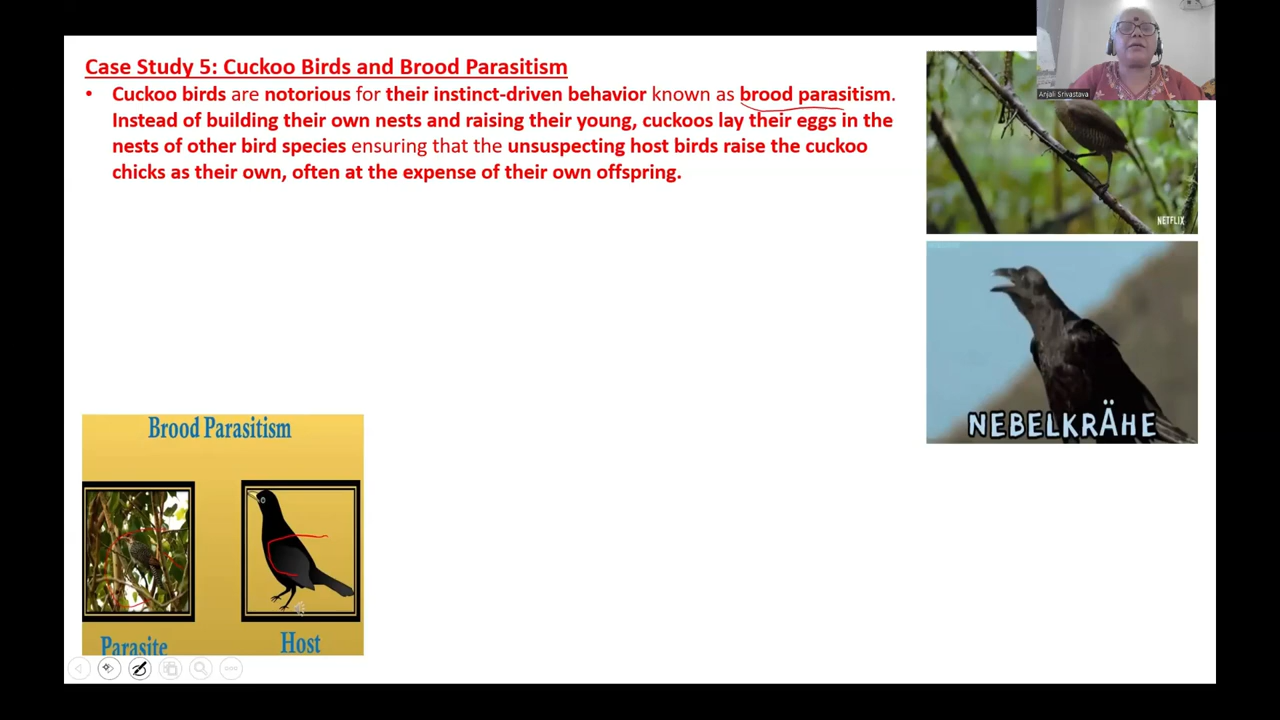 Case Study 5: Cuckoo Birds and Brood Parasitism
• Cuckoo birds are notorious for their instinct-driven behavior known as brood parasitism.
Instead of building their own nests and raising their young, cuckoos lay their eggs in the
nests of other bird species ensuring that the unsuspecting host birds raise the cuckoo
chicks as their own, often at the expense of their own offspring.
Anjali Srivastava
NETFLIX
NEBELKRÄHE
Brood Parasitism
Parasite
Host